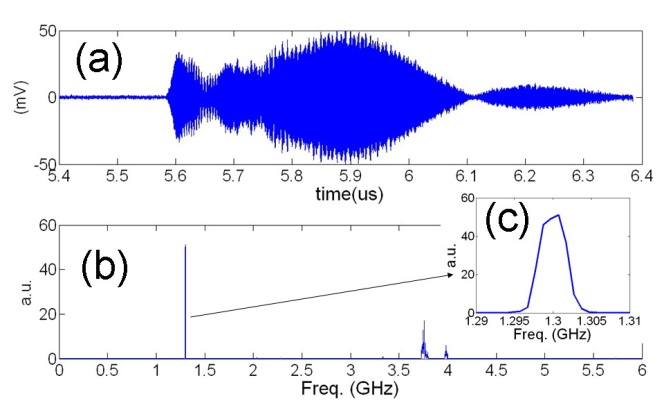 (a)
50
0
-50
(mV)
5.4 5.5 5.6 5.7 5.8 5.9 6 6.1 6.2 6.3 6.4
time(us)
(b)
60
40
20
0
a.u.
0 0.5 1 1.5 2 2.5 3 3.5 4 4.5 5 5.5 6
Freq. (GHz)
(c)
60
40
20
0
a.u.
1.29 1.295 1.3 1.305 1.31
Freq. (GHz)